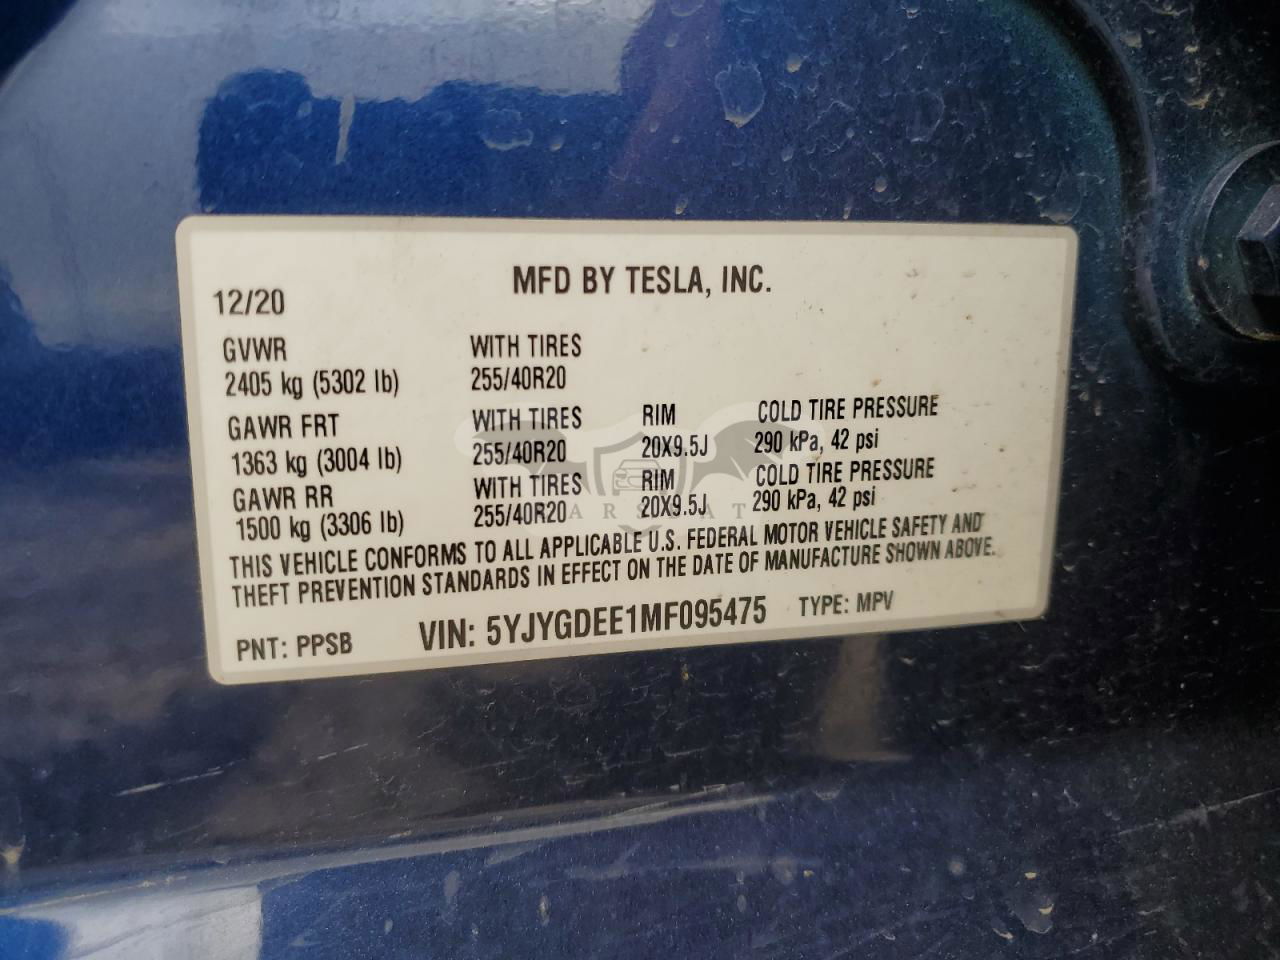 MFD BY TESLA, INC.
12/20
GVWR WITH TIRES
2405 kg (5302 lb) 255/40R20
GAWR FRT WITH TIRES RIM COLD TIRE PRESSURE
1363 kg (3004 lb) 255/40R20 20X9.5J 290 kPa, 42 psi
GAWR RR WITH TIRES RIM COLD TIRE PRESSURE
1500 kg (3306 lb) 255/40R20 20X9.5J 290 kPa, 42 psi
THIS VEHICLE CONFORMS TO ALL APPLICABLE U.S. FEDERAL MOTOR VEHICLE SAFETY AND
THEFT PREVENTION STANDARDS IN EFFECT ON THE DATE OF MANUFACTURE SHOWN ABOVE.
PNT: PPSB VIN: 5YJYGDEE1MF095475 TYPE: MPV